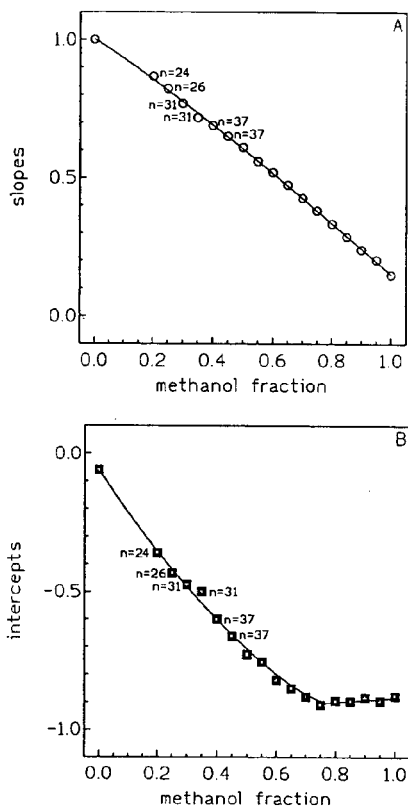 A
1.0
n=24
n=26
n=31
n=31
n=37
n=37
0.5
0.0
slopes
0.0 0.2 0.4 0.6 0.8 1.0
methanol fraction
B
0.0
n=24
n=26
n=31
n=31
-0.5
n=37
n=37
-1.0
intercepts
0.0 0.2 0.4 0.6 0.8 1.0
methanol fraction